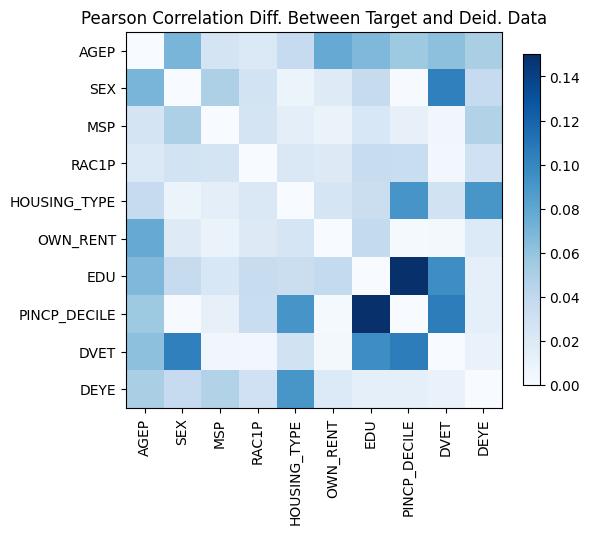 Pearson Correlation Diff. Between Target and Deid. Data
AGEP
SEX
MSP
RAC1P
HOUSING_TYPE
OWN_RENT
EDU
PINCP_DECILE
DVET
DEYE
AGEP
SEX
MSP
RAC1P
HOUSING_TYPE
OWN_RENT
EDU
PINCP_DECILE
DVET
DEYE
0.14
0.12
0.10
0.08
0.06
0.04
0.02
0.00